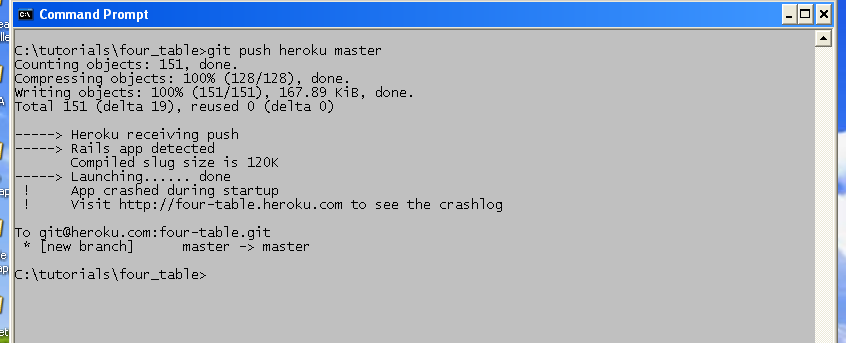 Command Prompt
C:\tutorials\four_table>git push heroku master
Counting objects: 151, done.
Compressing objects: 100% (128/128), done.
Writing objects: 100% (151/151), 167.89 KiB, done.
Total 151 (delta 19), reused 0 (delta 0)
-----> Heroku receiving push
-----> Rails app detected
Compiled slug size is 120K
-----> Launching...... done
! App crashed during startup
! Visit http://four-table.heroku.com to see the crashlog
To git@heroku.com:four-table.git
* [new branch] master -> master
C:\tutorials\four_table>